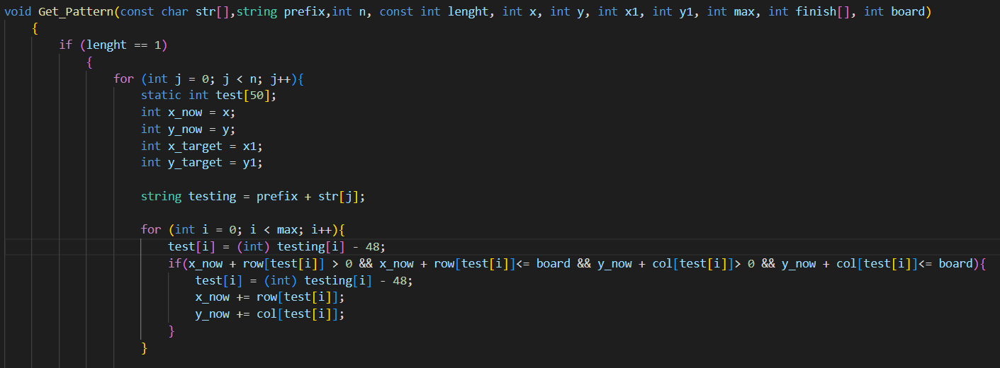 void Get_Pattern(const char str[],string prefix,int n, const int lenght, int x, int y, int x1, int y1, int max, int finish[], int board)
{
if (lenght == 1)
{
for (int j = 0; j < n; j++){
static int test[50];
int x_now = x;
int y_now = y;
int x_target = x1;
int y_target = y1;
string testing = prefix + str[j];
for (int i = 0; i < max; i++){
test[i] = (int) testing[i] - 48;
if(x_now + row[test[i]] > 0 && x_now + row[test[i]]<= board && y_now + col[test[i]]> 0 && y_now + col[test[i]]<= board){
test[i] = (int) testing[i] - 48;
x_now += row[test[i]];
y_now += col[test[i]];
}
}